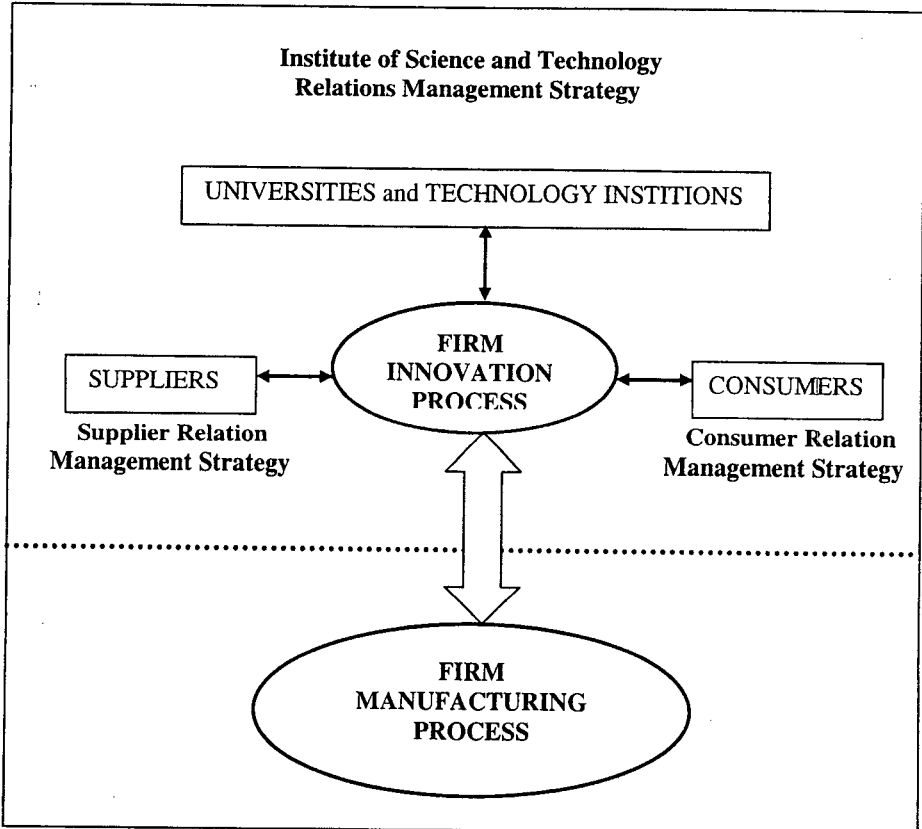 Institute of Science and Technology
Relations Management Strategy
UNIVERSITIES and TECHNOLOGY INSTITIONS
FIRM
INNOVATION
PROCESS
SUPPLIERS
CONSUMERS
Supplier Relation
Management Strategy
Consumer Relation
Management Strategy
FIRM
MANUFACTURING
PROCESS